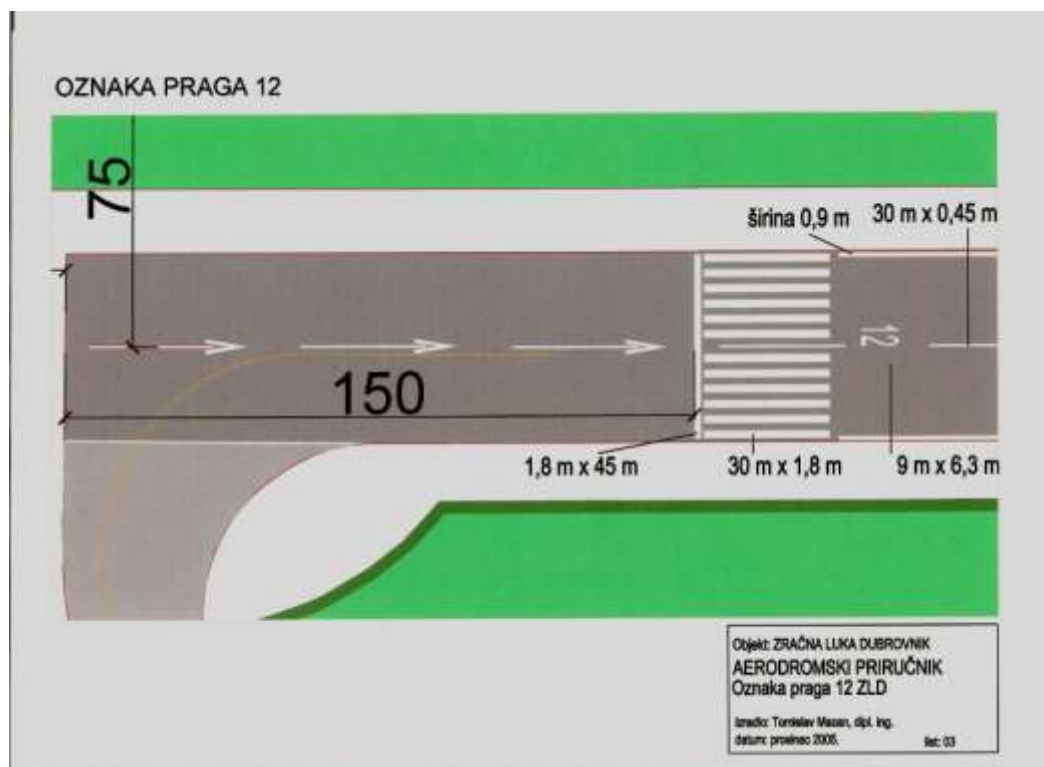 OZNAKA PRAGA 12
75
širina 0,9 m
30 m x 0,45 m
12
150
1,8 m x 45 m
30 m x 1,8 m
9 m x 6,3 m
Objekt: ZRAČNA LUKA DUBROVNIK
AERODROMSKI PRIRUČNIK
Oznaka praga 12 ZLD
Izradio: Tomislav Macan, dipl. ing.
datum: prosinac 2005.
list: 03